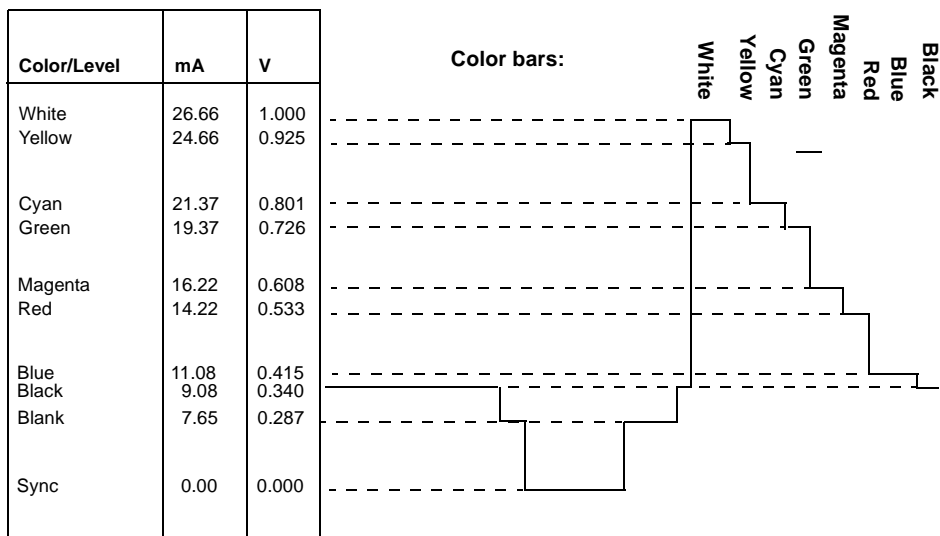 Color/Level mA V
White 26.66 1.000
Yellow 24.66 0.925
Cyan 21.37 0.801
Green 19.37 0.726
Magenta 16.22 0.608
Red 14.22 0.533
Blue 11.08 0.415
Black 9.08 0.340
Blank 7.65 0.287
Sync 0.00 0.000
Color bars:
White
Yellow
Cyan
Green
Magenta
Red
Blue
Black